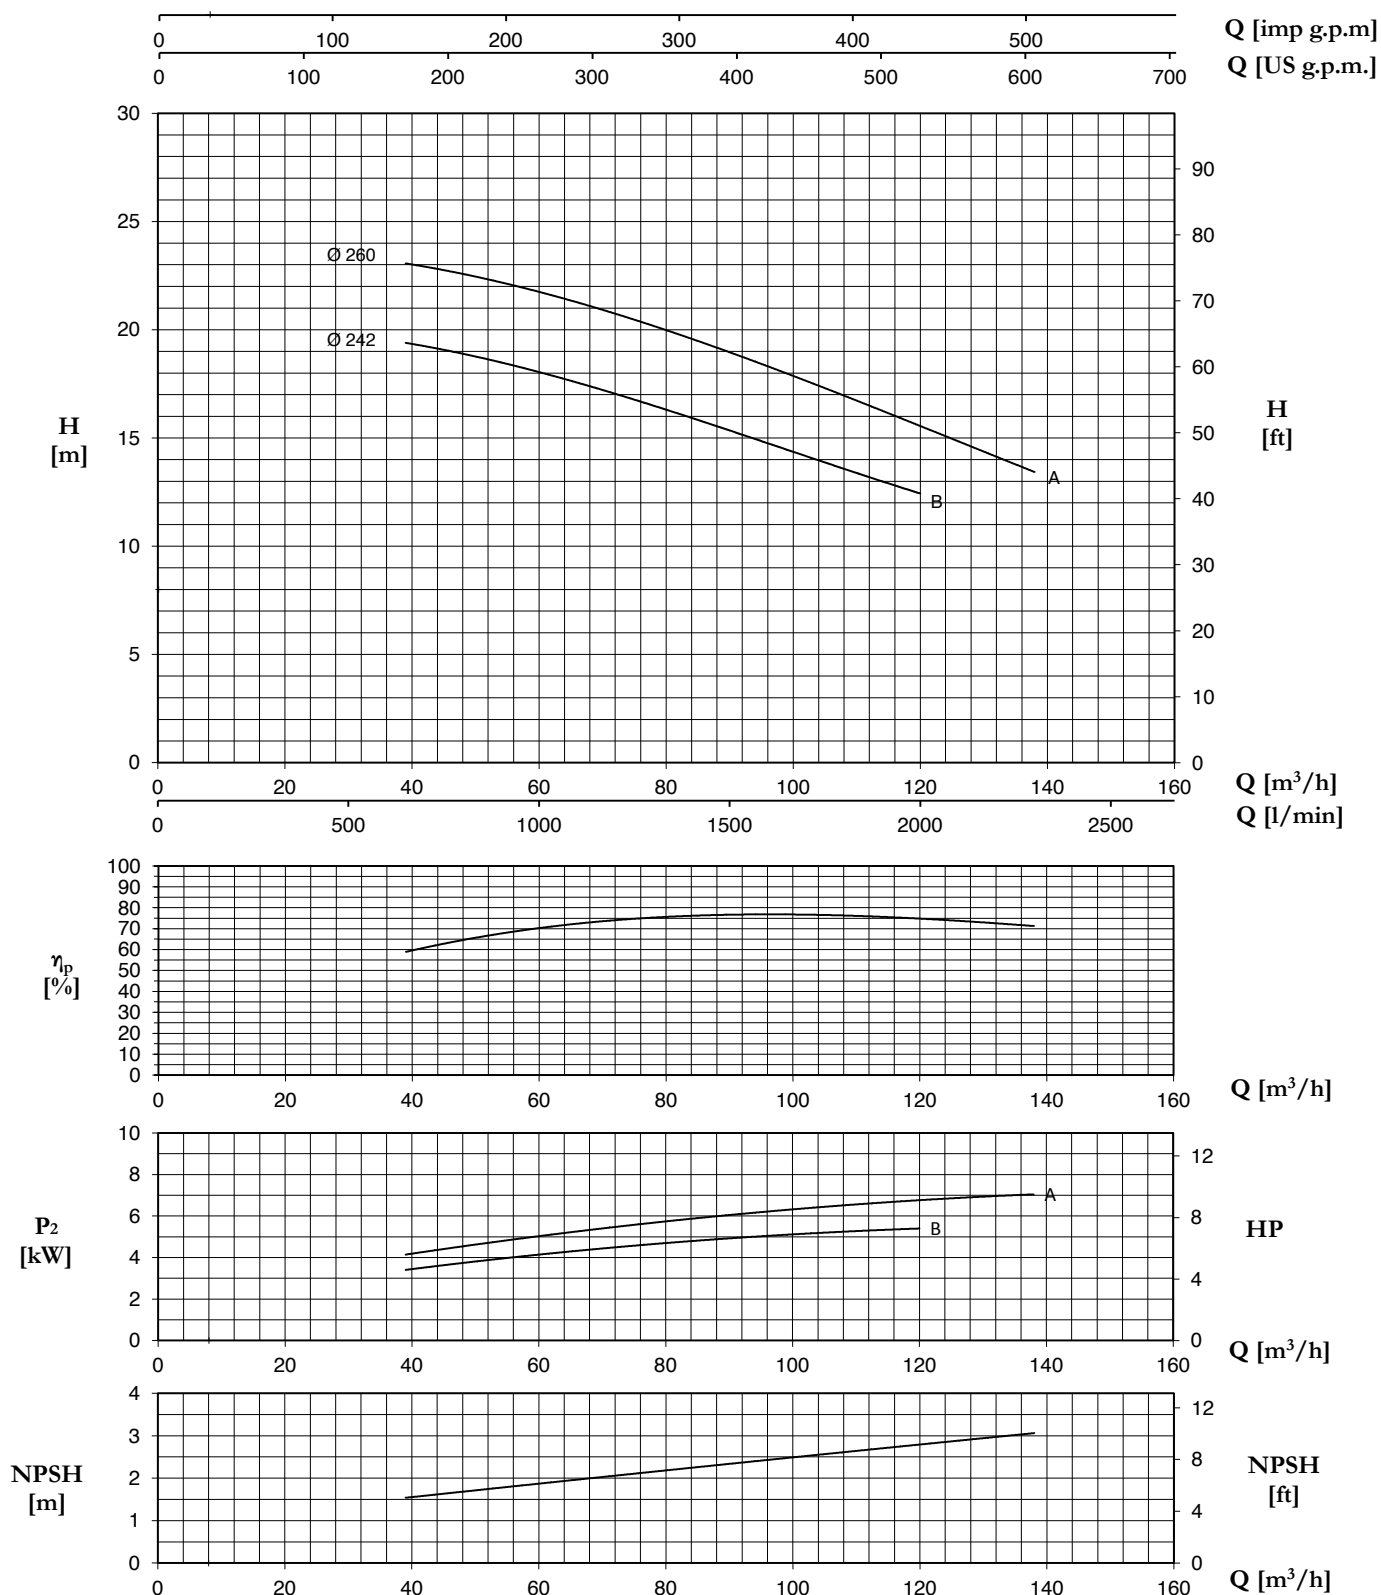 0 100 200 300 400 500 Q [imp g.p.m]
0 100 200 300 400 500 600 700 Q [US g.p.m.]
30
90
25
80
Ø 260
70
20
Ø 242
60
H
[m]
H
[ft]
15
50
A
B
40
10
30
20
5
10
0
0
0 20 40 60 80 100 120 140 160 Q [m³/h]
0 500 1000 1500 2000 2500 Q [l/min]
100
90
80
70
60
50
40
30
20
10
0
ηp
[%]
0 20 40 60 80 100 120 140 160 Q [m³/h]
10
12
8
A
6
8
B
P2
[kW]
HP
4
4
2
0
0
0 20 40 60 80 100 120 140 160 Q [m³/h]
4
12
3
8
NPSH
[m]
NPSH
[ft]
2
4
1
0
0
0 20 40 60 80 100 120 140 160 Q [m³/h]